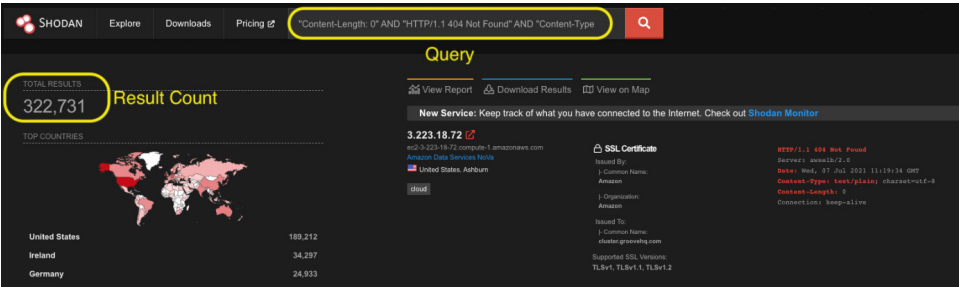 SHODAN Explore Downloads Pricing "Content-Length: 0" AND "HTTP/1.1 404 Not Found" AND "Content-Type
Query
TOTAL RESULTS
322,731
Result Count
TOP COUNTRIES
United States 189,212
Ireland 34,297
Germany 24,933
View Report Download Results View on Map
New Service: Keep track of what you have connected to the Internet. Check out Shodan Monitor
3.223.18.72
ec2-3-223-18-72.compute-1.amazonaws.com
Amazon Data Services NoVa
United States, Ashburn
cloud
SSL Certificate
Issued By:
|- Common Name:
Amazon
|- Organization:
Amazon
Issued To:
|- Common Name:
cluster.groovehq.com
Supported SSL Versions:
TLSv1, TLSv1.1, TLSv1.2
HTTP/1.1 404 Not Found
Server: awselb/2.0
Date: Wed, 07 Jul 2021 11:19:34 GMT
Content-Type: text/plain; charset=utf-8
Content-Length: 0
Connection: keep-alive